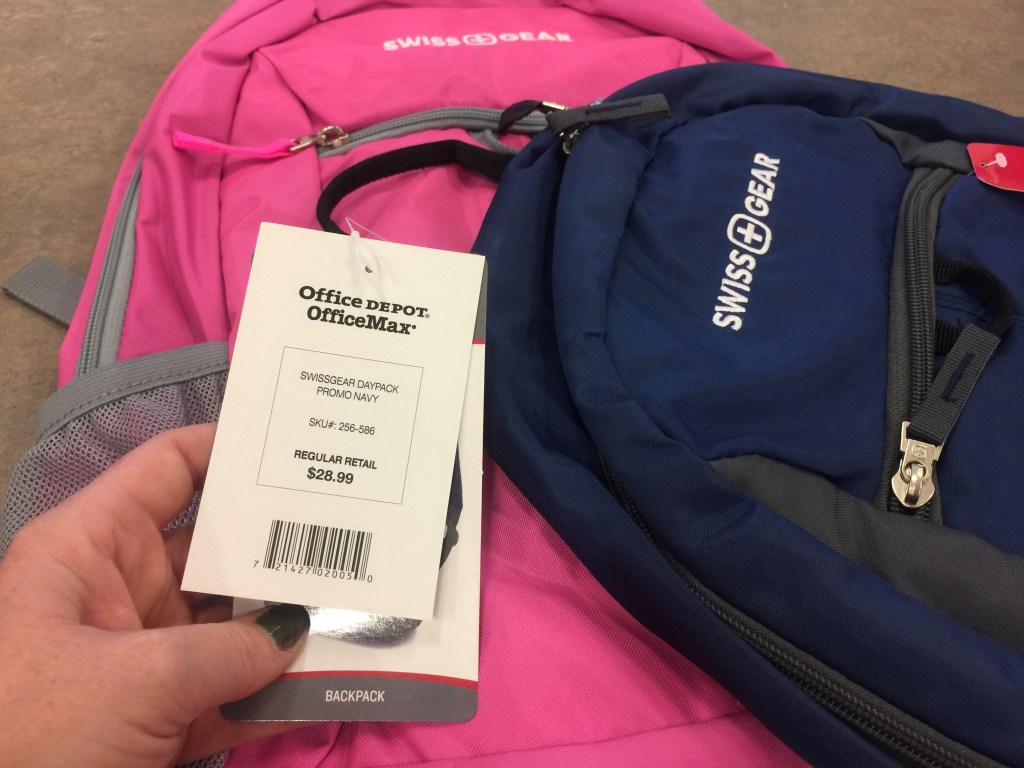 SWISS GEAR
SWISS GEAR
Office DEPOT®
OfficeMax®
SWISSGEAR DAYPACK
PROMO NAVY
SKU#: 256-586
REGULAR RETAIL
$28.99
7 21427 02005 0
BACKPACK